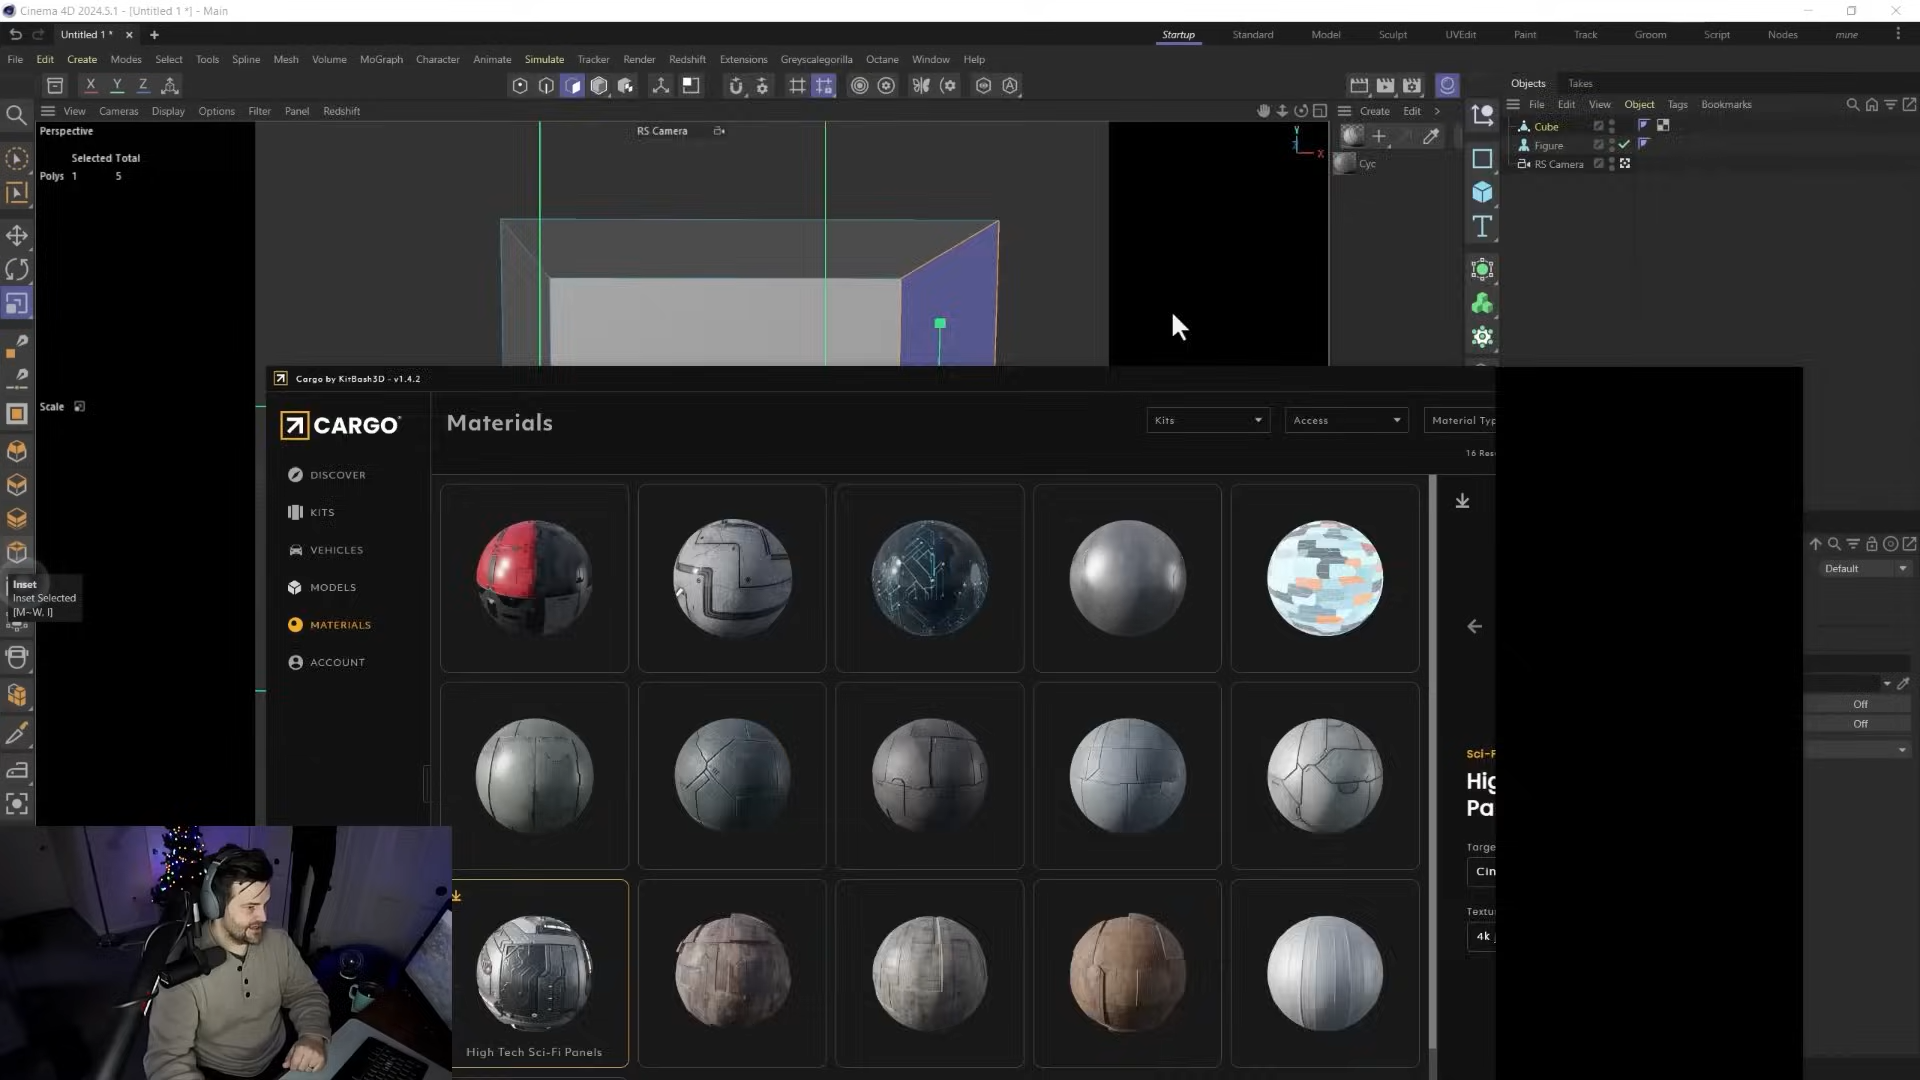 Cinema 4D 2024.5.1 - [Untitled 1 *] - Main
Untitled 1 *
Startup Standard Model Sculpt UVEdit Paint Track Groom Script Nodes mine
File Edit Create Modes Select Tools Spline Mesh Volume MoGraph Character Animate Simulate Tracker Render Redshift Extensions Greyscalegorilla Octane Window Help
X Y Z
Objects Takes
View Cameras Display Options Filter Panel Redshift
Create Edit
File Edit View Object Tags Bookmarks
Perspective
RS Camera
Y
Z
X
Cube
Figure
RS Camera
Cyc
Selected Total
Polys 1 5
Scale
Inset
Inset Selected
[M~W, I]
Cargo by KitBash3D - v1.4.2
CARGO
DISCOVER
KITS
VEHICLES
MODELS
MATERIALS
ACCOUNT
Materials
Kits
Access
Material Typ
16 Res
High Tech Sci-Fi Panels
Sci-F
Hig
Pa
Targe
Cin
Textu
4k
Default
Off
Off